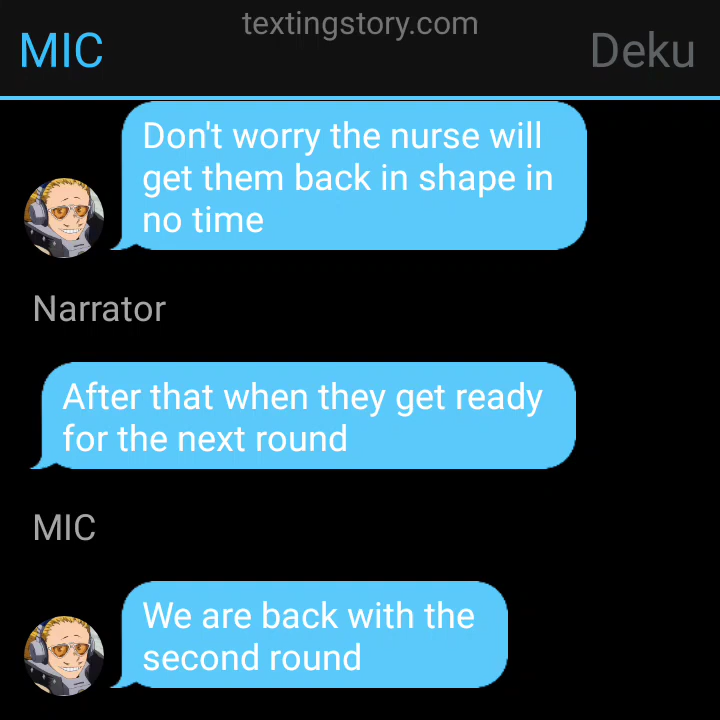 textingstory.com
MIC
Deku
Don't worry the nurse will
get them back in shape in
no time
Narrator
After that when they get ready
for the next round
MIC
We are back with the
second round